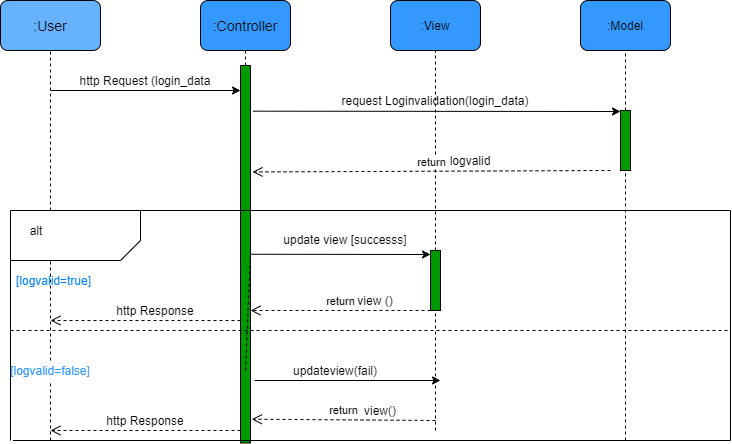 :User
:Controller
:View
:Model
http Request (login_data
request Loginvalidation(login_data)
return logvalid
alt
update view [successs]
[logvalid=true]
return view ()
http Response
[logvalid=false]
updateview(fail)
return view()
http Response